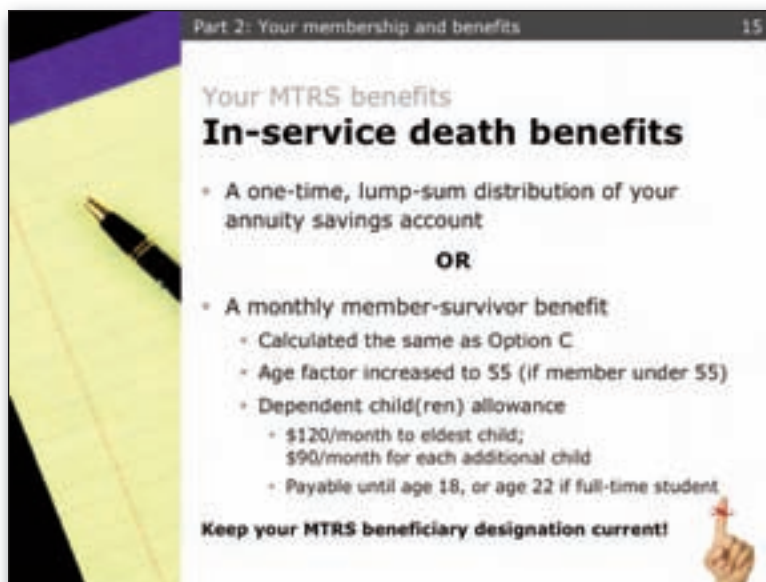 Part 2: Your membership and benefits 15
Your MTRS benefits
In-service death benefits
• A one-time, lump-sum distribution of your
annuity savings account
OR
• A monthly member-survivor benefit
• Calculated the same as Option C
• Age factor increased to 55 (if member under 55)
• Dependent child(ren) allowance
• $120/month to eldest child;
$90/month for each additional child
• Payable until age 18, or age 22 if full-time student
Keep your MTRS beneficiary designation current!